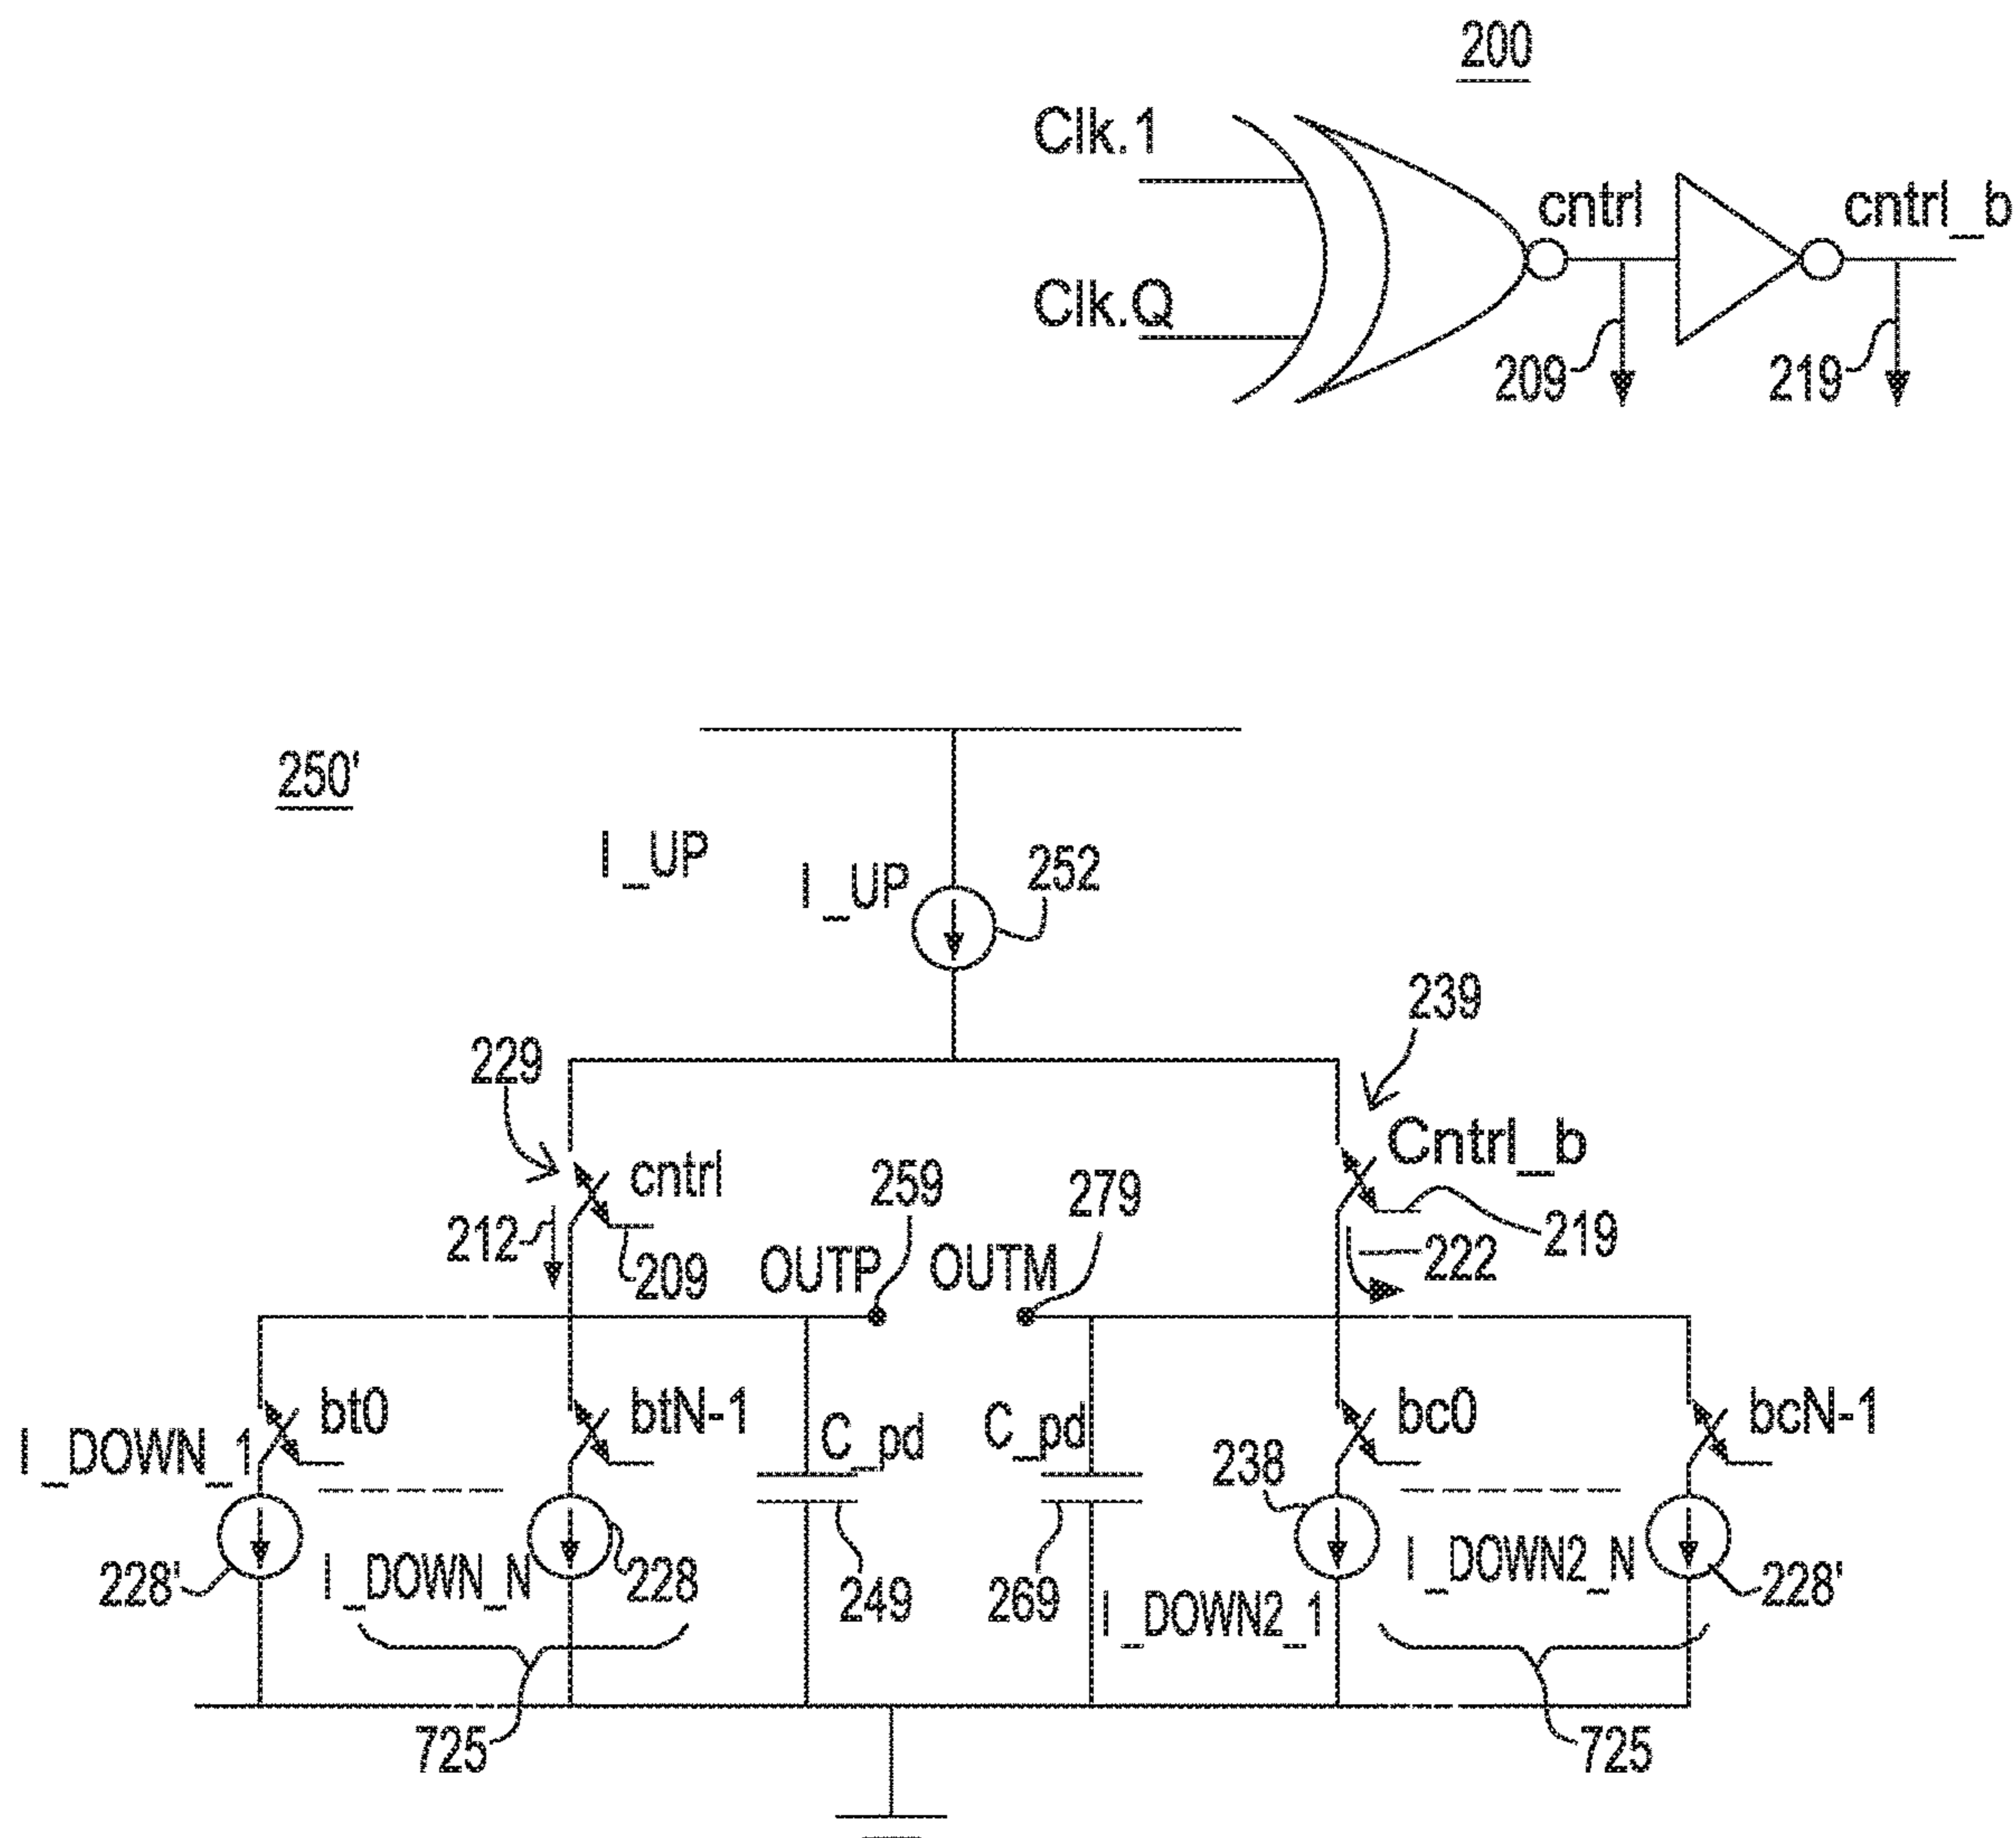 200
Clk.1
cntrl
cntrl_b
Clk.Q
209
219
250'
I_UP
I_UP
252
239
229
Cntrl_b
cntrl
259
279
212
209
OUTP
OUTM
222
219
bt0
btN-1
C_pd
C_pd
bc0
bcN-1
I_DOWN_1
238
228'
I_DOWN_N
228
249
269
I_DOWN2_1
I_DOWN2_N
228'
725
725